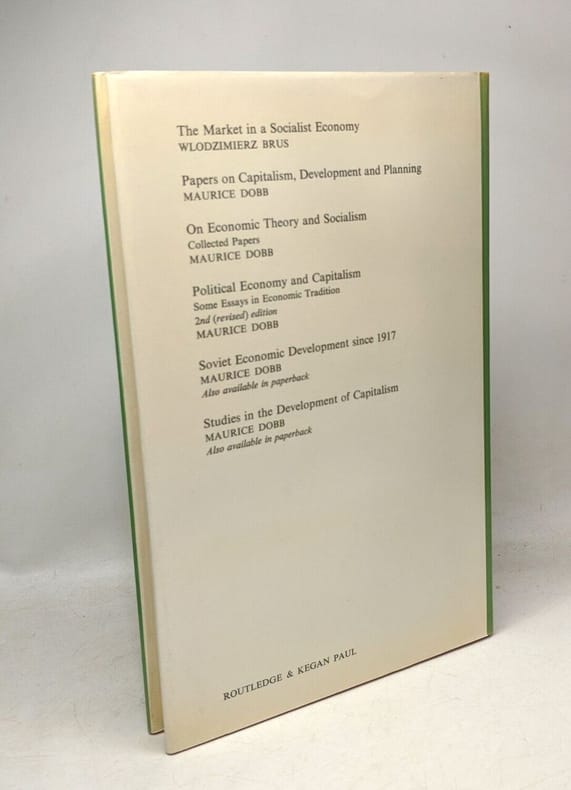 The Market in a Socialist Economy
WLODZIMIERZ BRUS
Papers on Capitalism, Development and Planning
MAURICE DOBB
On Economic Theory and Socialism
Collected Papers
MAURICE DOBB
Political Economy and Capitalism
Some Essays in Economic Tradition
2nd (revised) edition
MAURICE DOBB
Soviet Economic Development since 1917
MAURICE DOBB
Also available in paperback
Studies in the Development of Capitalism
MAURICE DOBB
Also available in paperback
ROUTLEDGE & KEGAN PAUL